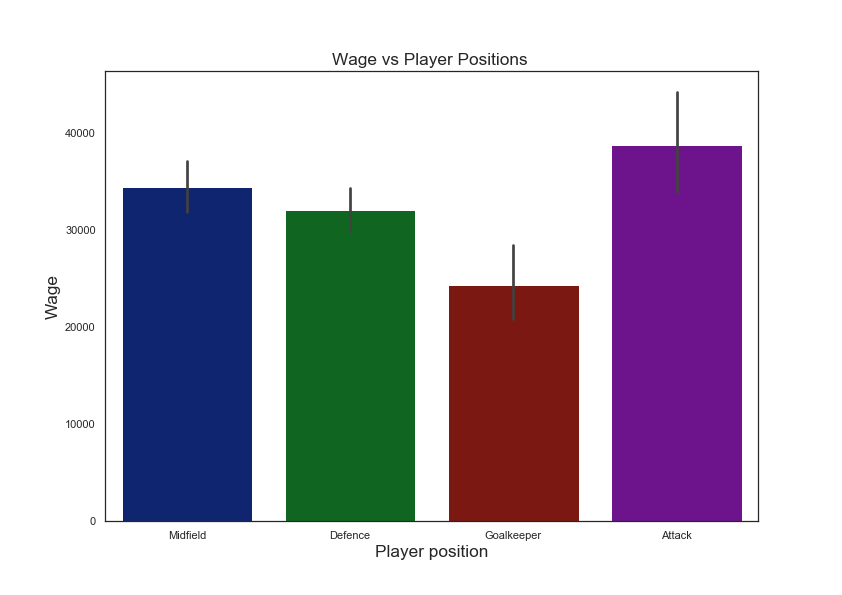 Wage vs Player Positions
40000
30000
20000
10000
0
Wage
Midfield
Defence
Goalkeeper
Attack
Player position